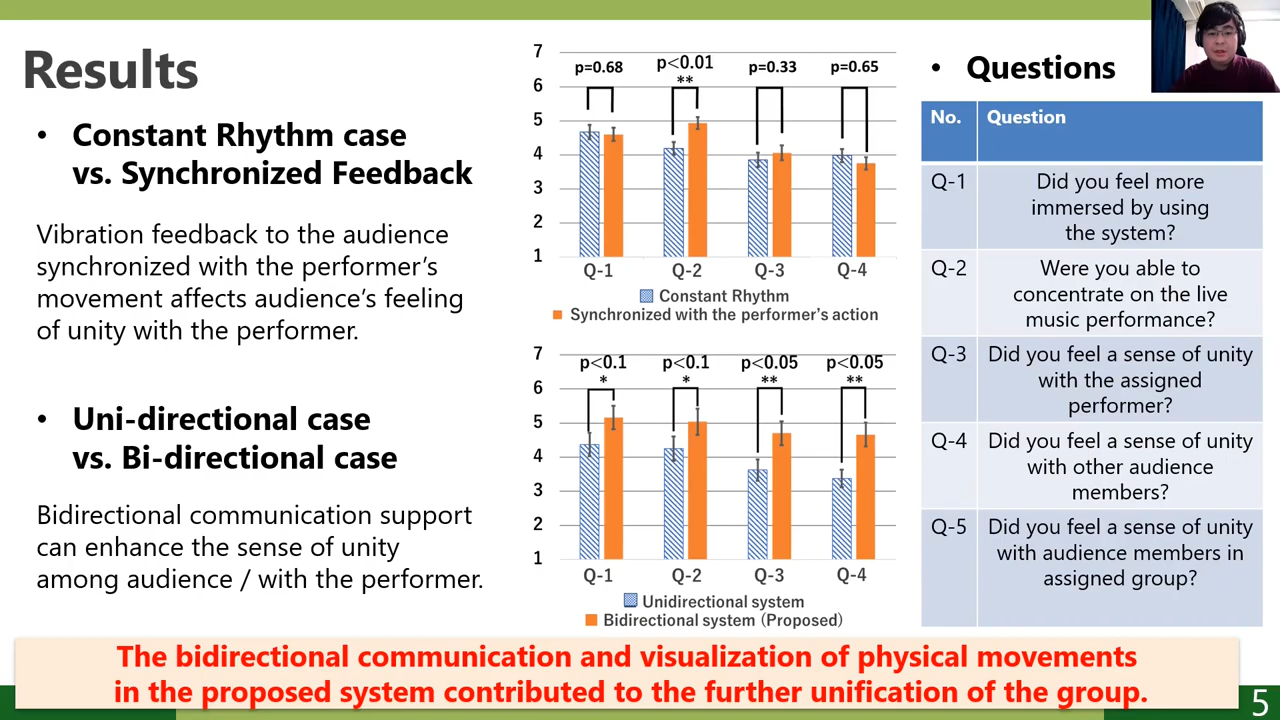 Results
• Constant Rhythm case
vs. Synchronized Feedback
Vibration feedback to the audience
synchronized with the performer's
movement affects audience's feeling
of unity with the performer.
• Uni-directional case
vs. Bi-directional case
Bidirectional communication support
can enhance the sense of unity
among audience / with the performer.
7
6
5
4
3
2
1
p=0.68
p<0.01
**
p=0.33
p=0.65
Q-1 Q-2 Q-3 Q-4
Constant Rhythm
Synchronized with the performer's action
7
6
5
4
3
2
1
p<0.1
*
p<0.1
*
p<0.05
**
p<0.05
**
Q-1 Q-2 Q-3 Q-4
Unidirectional system
Bidirectional system (Proposed)
• Questions
No. Question
Q-1 Did you feel more
immersed by using
the system?
Q-2 Were you able to
concentrate on the live
music performance?
Q-3 Did you feel a sense of unity
with the assigned
performer?
Q-4 Did you feel a sense of unity
with other audience
members?
Q-5 Did you feel a sense of unity
with audience members in
assigned group?
The bidirectional communication and visualization of physical movements
in the proposed system contributed to the further unification of the group.
5